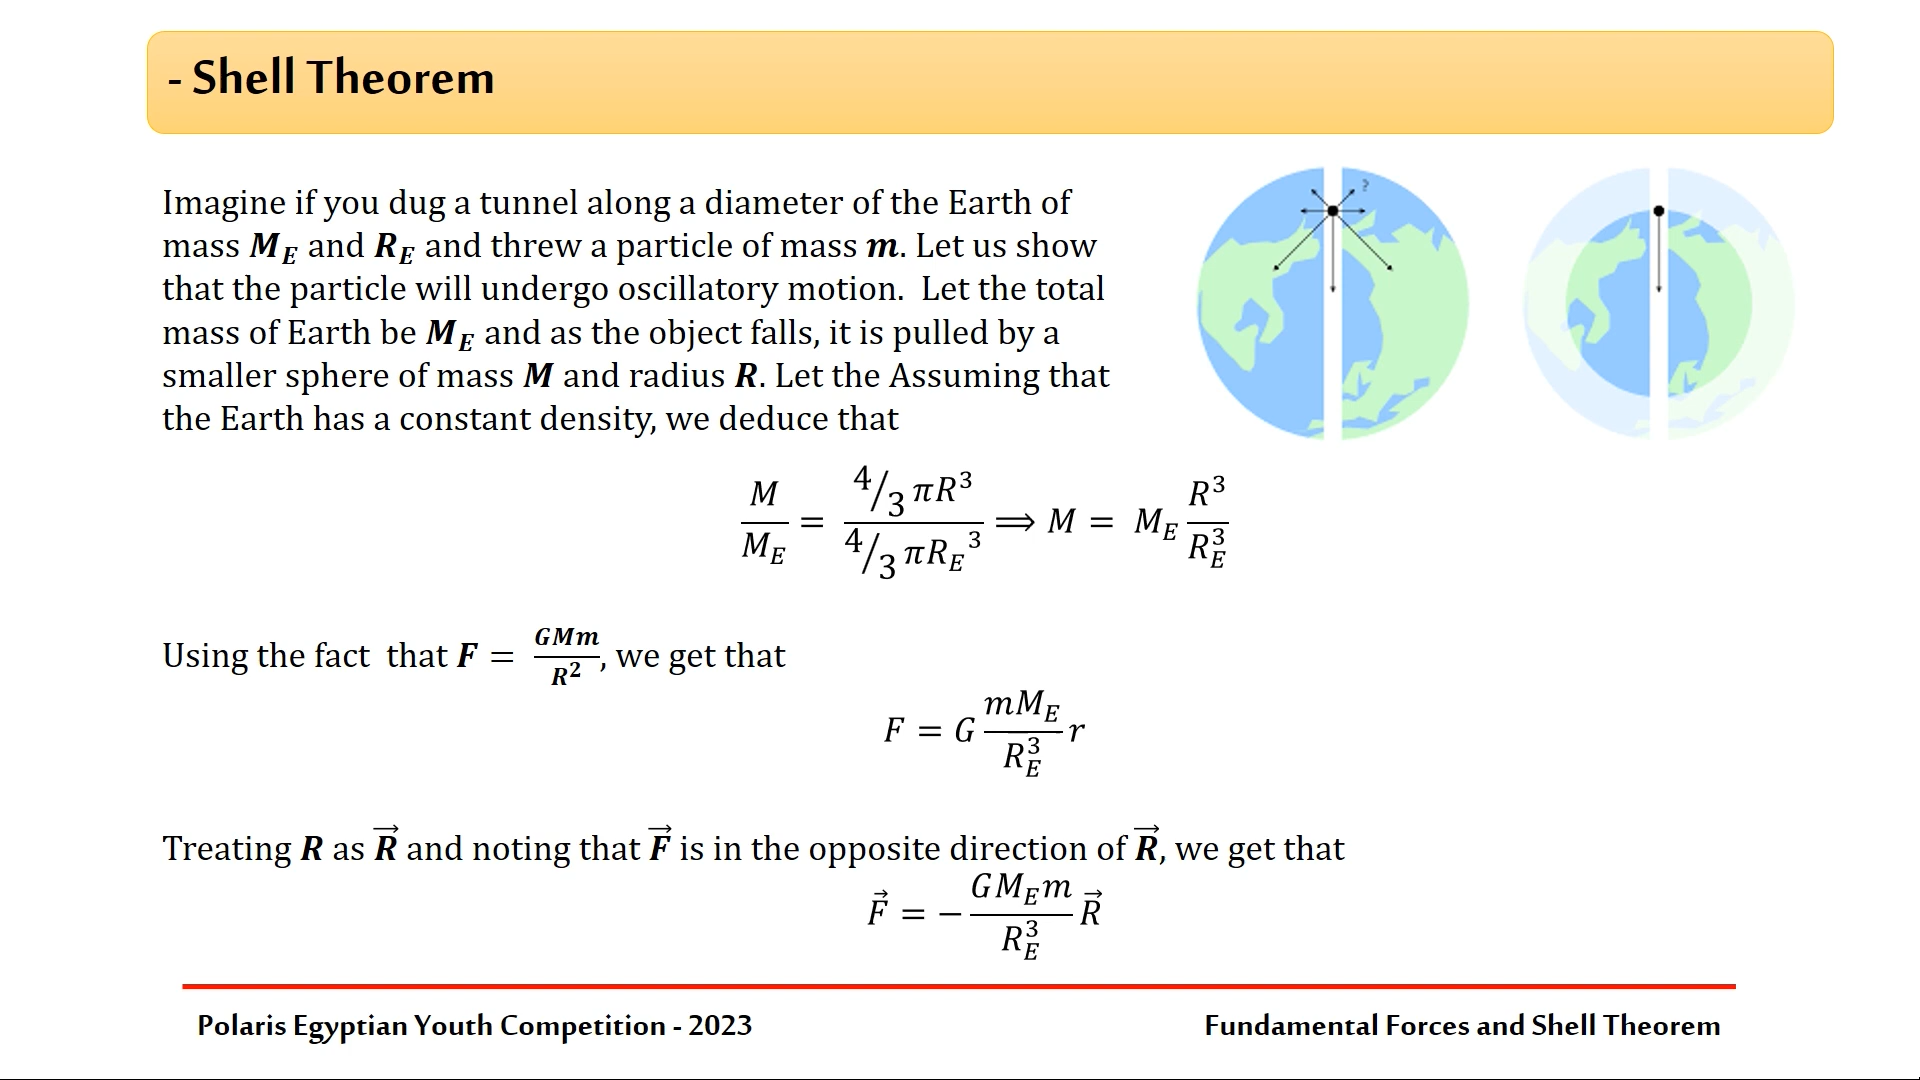 - Shell Theorem
Imagine if you dug a tunnel along a diameter of the Earth of
mass M_E and R_E and threw a particle of mass m. Let us show
that the particle will undergo oscillatory motion.  Let the total
mass of Earth be M_E and as the object falls, it is pulled by a
smaller sphere of mass M and radius R. Let the Assuming that
the Earth has a constant density, we deduce that
?
M/M_E = (4/3 πR^3)/(4/3 πR_E^3) ⟹ M = M_E R^3/R_E^3
Using the fact  that F = GMm/R^2, we get that
F = G mM_E/R_E^3 r
Treating R as R⃗ and noting that F⃗ is in the opposite direction of R⃗, we get that
F⃗ = − GM_Em/R_E^3 R⃗
Polaris Egyptian Youth Competition - 2023
Fundamental Forces and Shell Theorem